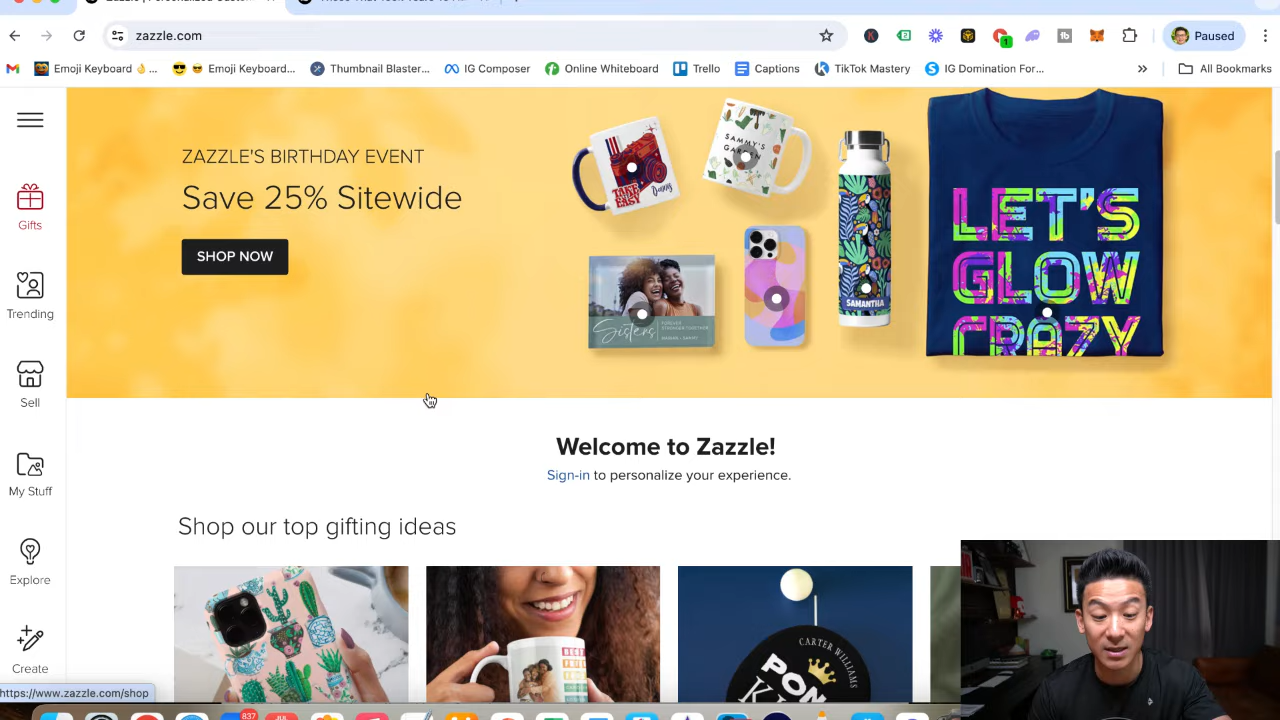 zazzle.com
Paused
Emoji Keyboard
Emoji Keyboard...
Thumbnail Blaster...
IG Composer
Online Whiteboard
Trello
Captions
TikTok Mastery
IG Domination For...
All Bookmarks
Gifts
Trending
Sell
My Stuff
Explore
Create
ZAZZLE'S BIRTHDAY EVENT
Save 25% Sitewide
SHOP NOW
TAKE
EASY
Danny
SAMMY'S
GARDEN
Sisters
SAMANTHA
LET'S
GLOW
CRAZY
Welcome to Zazzle!
Sign-in to personalize your experience.
Shop our top gifting ideas
CARTER WILLIAMS
https://www.zazzle.com/shop
837
JUL